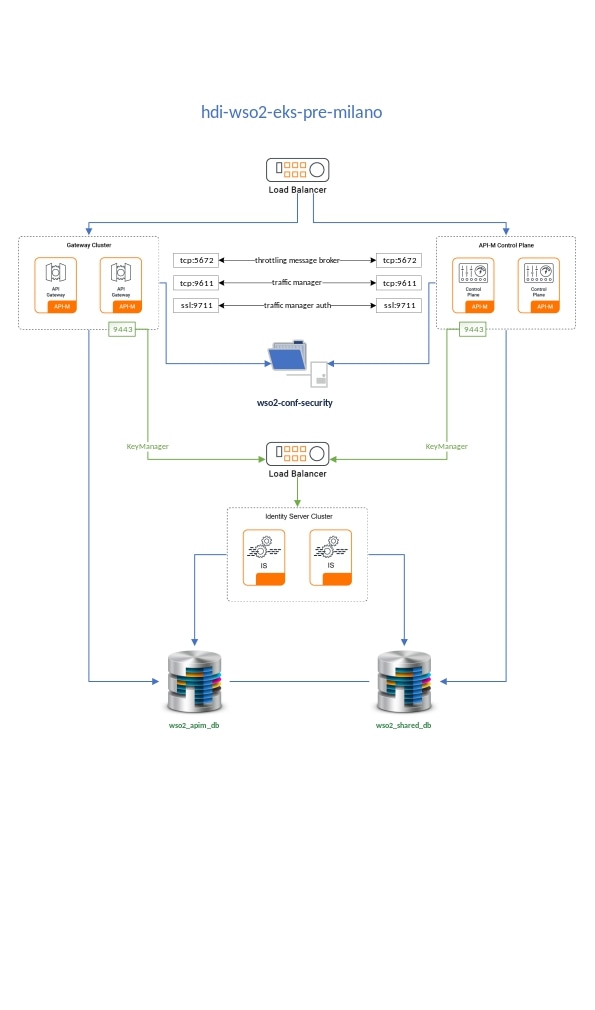 hdi-wso2-eks-pre-milano
Load Balancer
Gateway Cluster
API-M Control Plane
API
Gateway
API-M
API
Gateway
API-M
tcp:5672
throttling message broker
tcp:5672
tcp:9611
traffic manager
tcp:9611
ssl:9711
traffic manager auth
ssl:9711
Control
Plane
API-M
Control
Plane
API-M
9443
9443
wso2-conf-security
KeyManager
KeyManager
Load Balancer
Identity Server Cluster
IS
IS
wso2_apim_db
wso2_shared_db